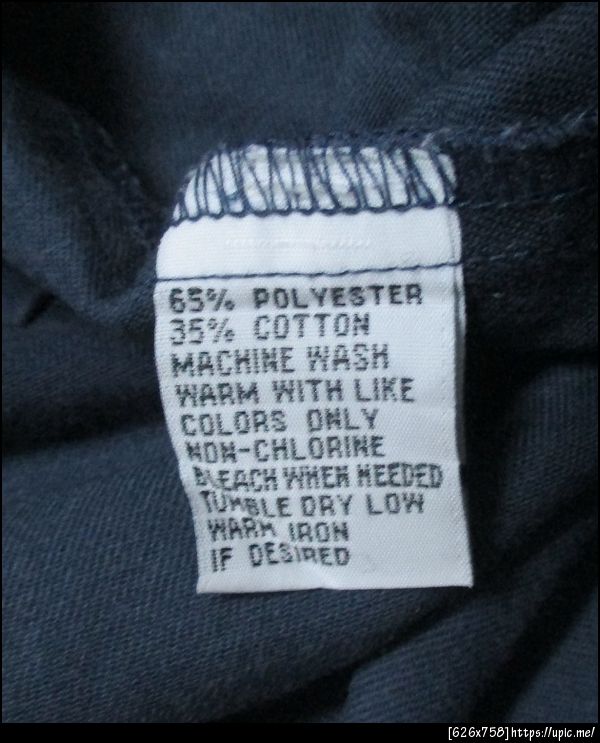 65% POLYESTER
35% COTTON
MACHINE WASH
WARM WITH LIKE
COLORS ONLY
NON-CHLORINE
BLEACH WHEN NEEDED
TUMBLE DRY LOW
WARM IRON
IF DESIRED
[626x758]https://upic.me/